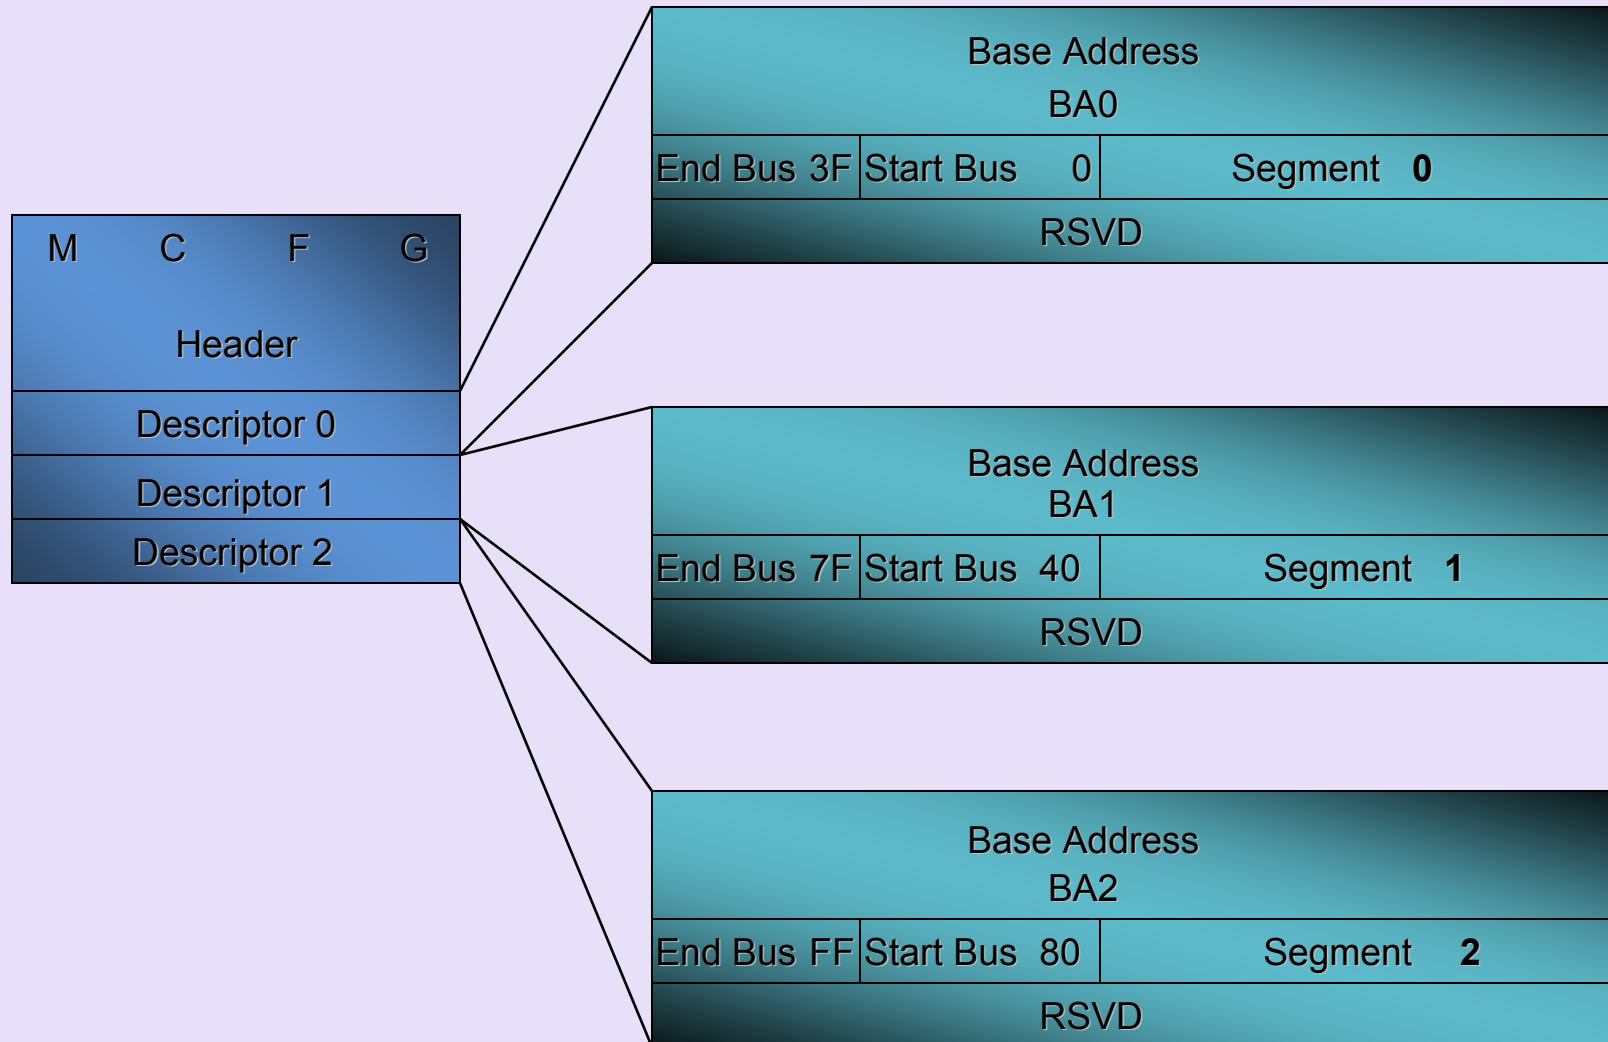 M C F G
Header
Descriptor 0
Descriptor 1
Descriptor 2
Base Address
BA0
End Bus 3F Start Bus 0 Segment 0
RSVD
Base Address
BA1
End Bus 7F Start Bus 40 Segment 1
RSVD
Base Address
BA2
End Bus FF Start Bus 80 Segment 2
RSVD